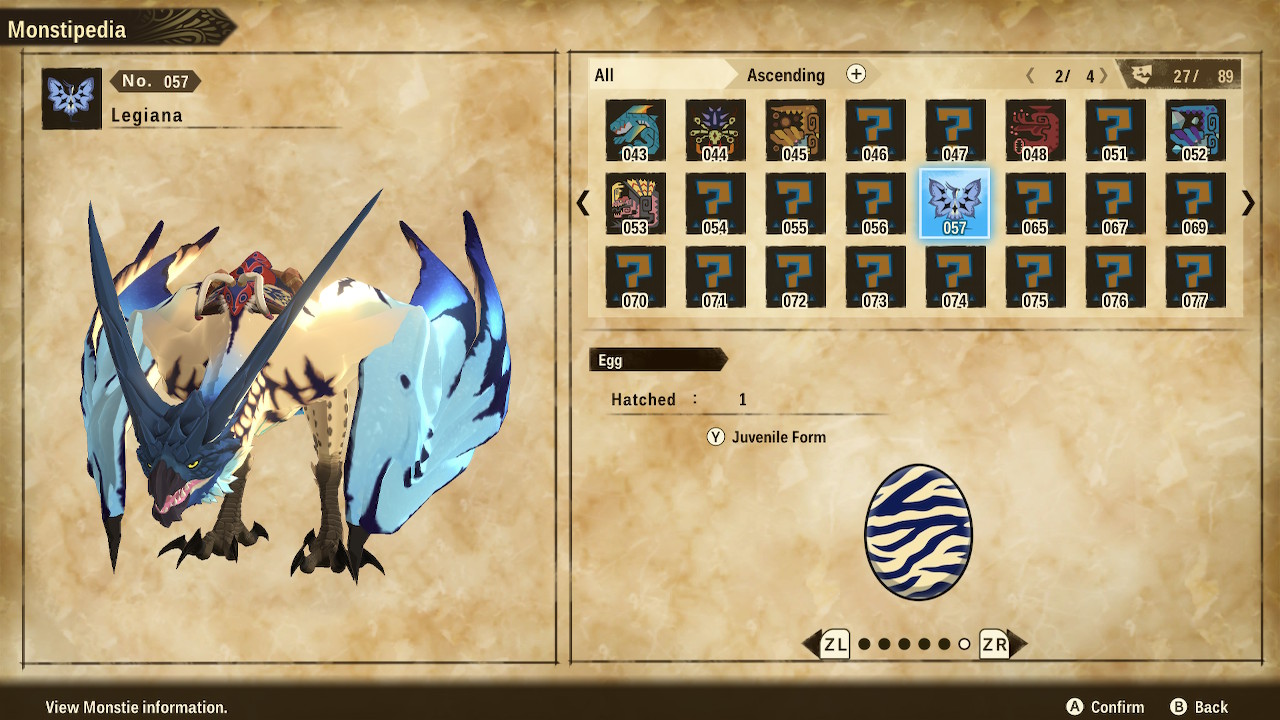 Monstipedia
No. 057
Legiana
All
Ascending
2/ 4
27/ 89
043 044 045 046 047 048 051 052
053 054 055 056 057 065 067 069
070 071 072 073 074 075 076 077
Egg
Hatched : 1
Y Juvenile Form
ZL ZR
View Monstie information.
A Confirm B Back